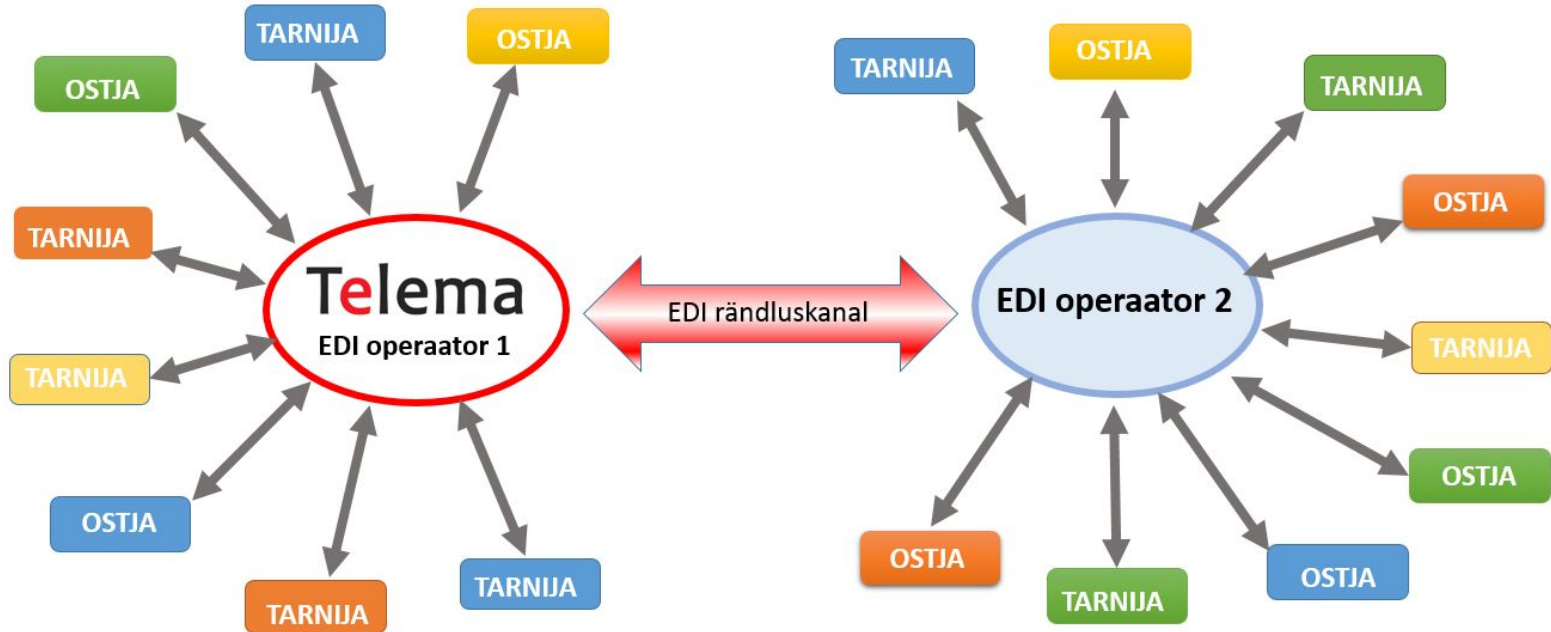 TARNIJA
OSTJA
OSTJA
TARNIJA
TARNIJA
OSTJA
TARNIJA
TARNIJA
Telema
EDI operaator 1
EDI rändluskanal
TARNIJA
OSTJA
TARNIJA
OSTJA
TARNIJA
OSTJA
OSTJA
TARNIJA
OSTJA
EDI operaator 2